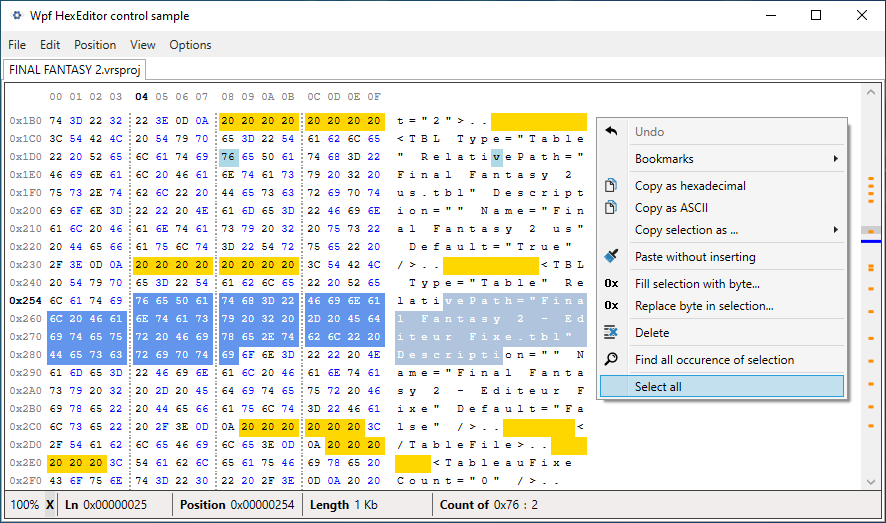 Wpf HexEditor control sample
File Edit Position View Options
FINAL FANTASY 2.vrsproj
00 01 02 03 04 05 06 07 08 09 0A 0B 0C 0D 0E 0F
0x1B0 74 3D 22 32 22 3E 0D 0A 20 20 20 20 20 20 20 20 t="2">..
0x1C0 3C 54 42 4C 20 54 79 70 65 3D 22 54 61 62 6C 65 <TBL Type="Table
0x1D0 22 20 52 65 6C 61 74 69 76 65 50 61 74 68 3D 22 " RelativePath="
0x1E0 46 69 6E 61 6C 20 46 61 6E 74 61 73 79 20 32 20 Final Fantasy 2
0x1F0 75 73 2E 74 62 6C 22 20 44 65 73 63 72 69 70 74 us.tbl" Descript
0x200 69 6F 6E 3D 22 22 20 4E 61 6D 65 3D 22 46 69 6E ion="" Name="Fin
0x210 61 6C 20 46 61 6E 74 61 73 79 20 32 20 75 73 22 al Fantasy 2 us"
0x220 20 44 65 66 61 75 6C 74 3D 22 54 72 75 65 22 20 Default="True"
0x230 2F 3E 0D 0A 20 20 20 20 20 20 20 20 3C 54 42 4C />.. <TBL
0x240 20 54 79 70 65 3D 22 54 61 62 6C 65 22 20 52 65 Type="Table" Re
0x254 6C 61 74 69 76 65 50 61 74 68 3D 22 46 69 6E 61 lativePath="Fina
0x260 6C 20 46 61 6E 74 61 73 79 20 32 20 2D 20 45 64 l Fantasy 2 - Ed
0x270 69 74 65 75 72 20 46 69 78 65 2E 74 62 6C 22 20 iteur Fixe.tbl"
0x280 44 65 73 63 72 69 70 74 69 6F 6E 3D 22 22 20 4E Description="" N
0x290 61 6D 65 3D 22 46 69 6E 61 6C 20 46 61 6E 74 61 ame="Final Fanta
0x2A0 73 79 20 32 20 2D 20 45 64 69 74 65 75 72 20 46 sy 2 - Editeur F
0x2B0 69 78 65 22 20 44 65 66 61 75 6C 74 3D 22 46 61 ixe" Default="Fa
0x2C0 6C 73 65 22 20 2F 3E 0D 0A 20 20 20 20 20 20 3C lse" />.. <
0x2D0 2F 54 61 62 6C 65 46 69 6C 65 3E 0D 0A 20 20 20 /TableFile>..
0x2E0 20 20 20 3C 54 61 62 6C 65 61 75 46 69 78 65 20 <TableauFixe
0x2F0 43 6F 75 6E 74 3D 22 30 22 20 2F 3E 0D 0A 20 20 Count="0" />..
Undo
Bookmarks
Copy as hexadecimal
Copy as ASCII
Copy selection as ...
Paste without inserting
0x Fill selection with byte...
0x Replace byte in selection...
Delete
Find all occurence of selection
Select all
100% X Ln 0x00000025 Position 0x00000254 Length 1 Kb Count of 0x76 : 2